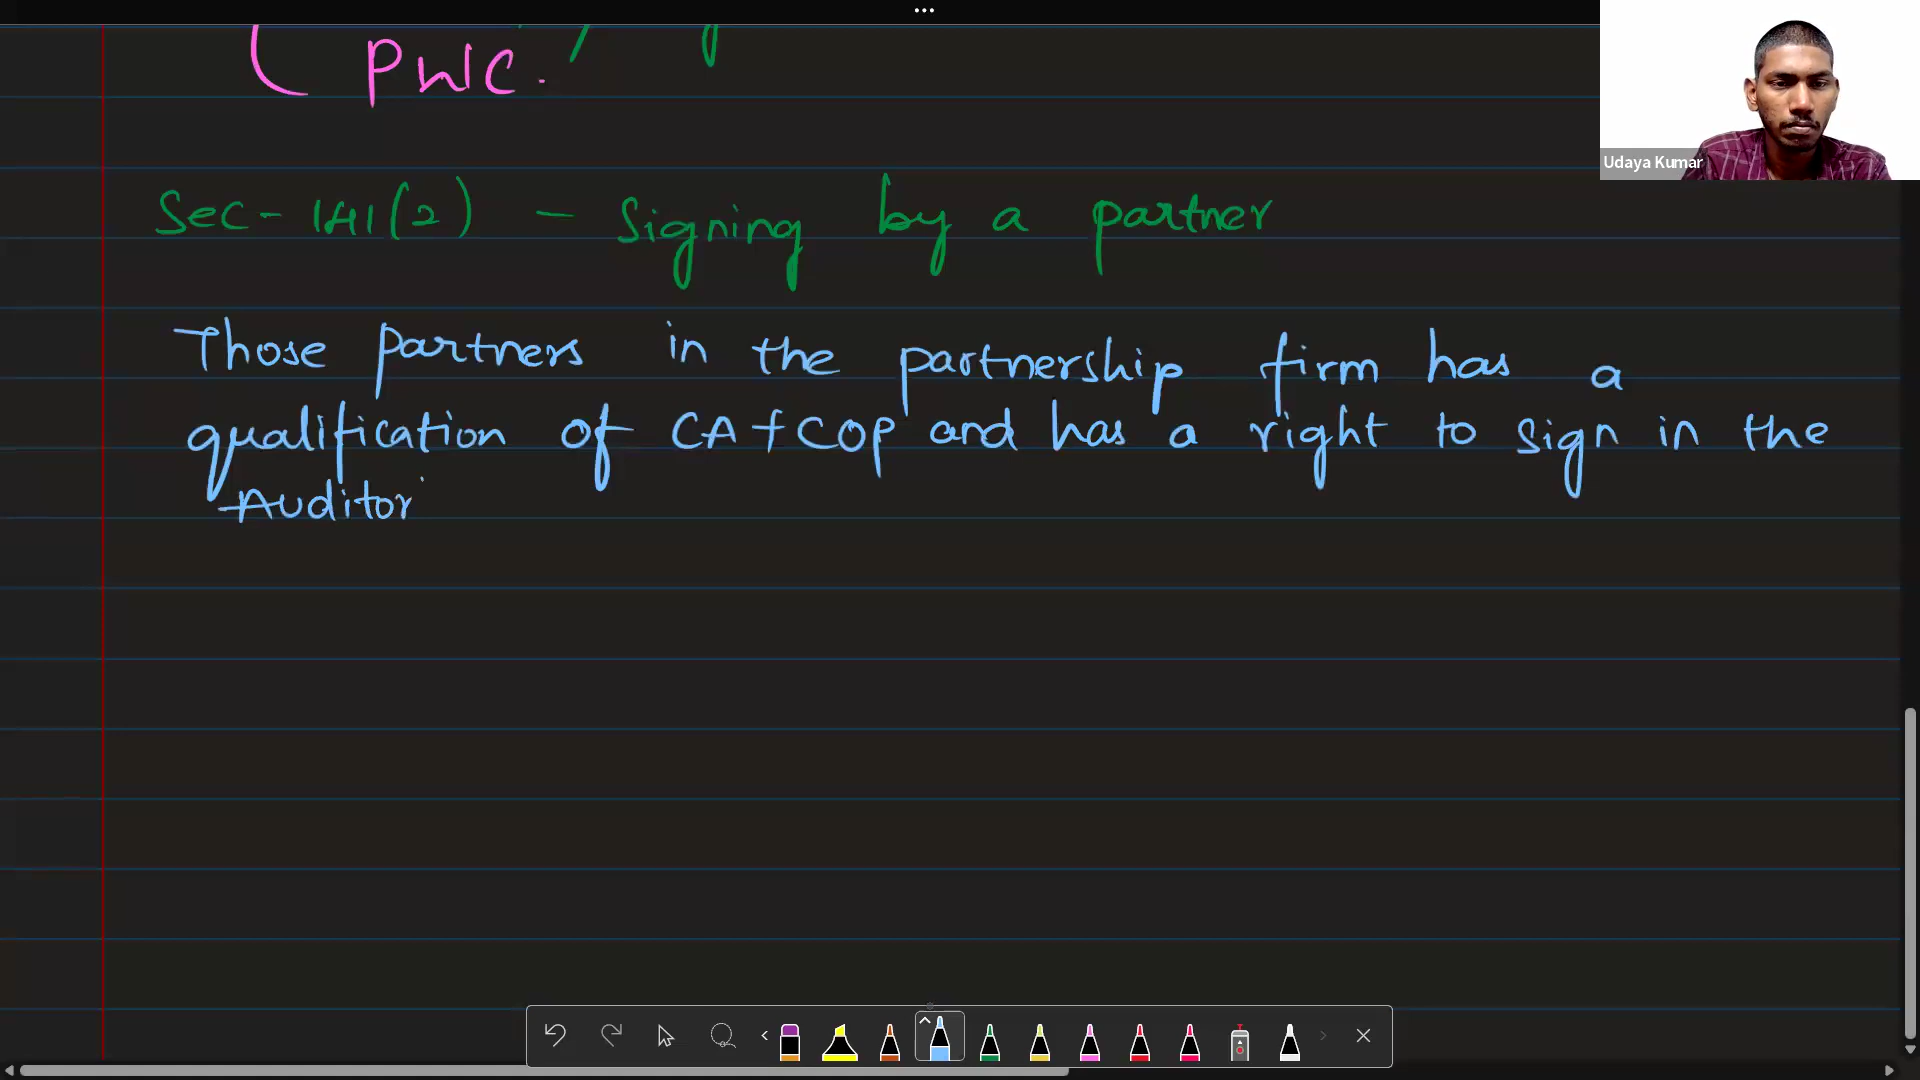 PWC.
Udaya Kumar
Sec - 141(2) - Signing by a partner
Those partners in the partnership firm has a
qualification of CA + COP and has a right to sign in the
Auditor'